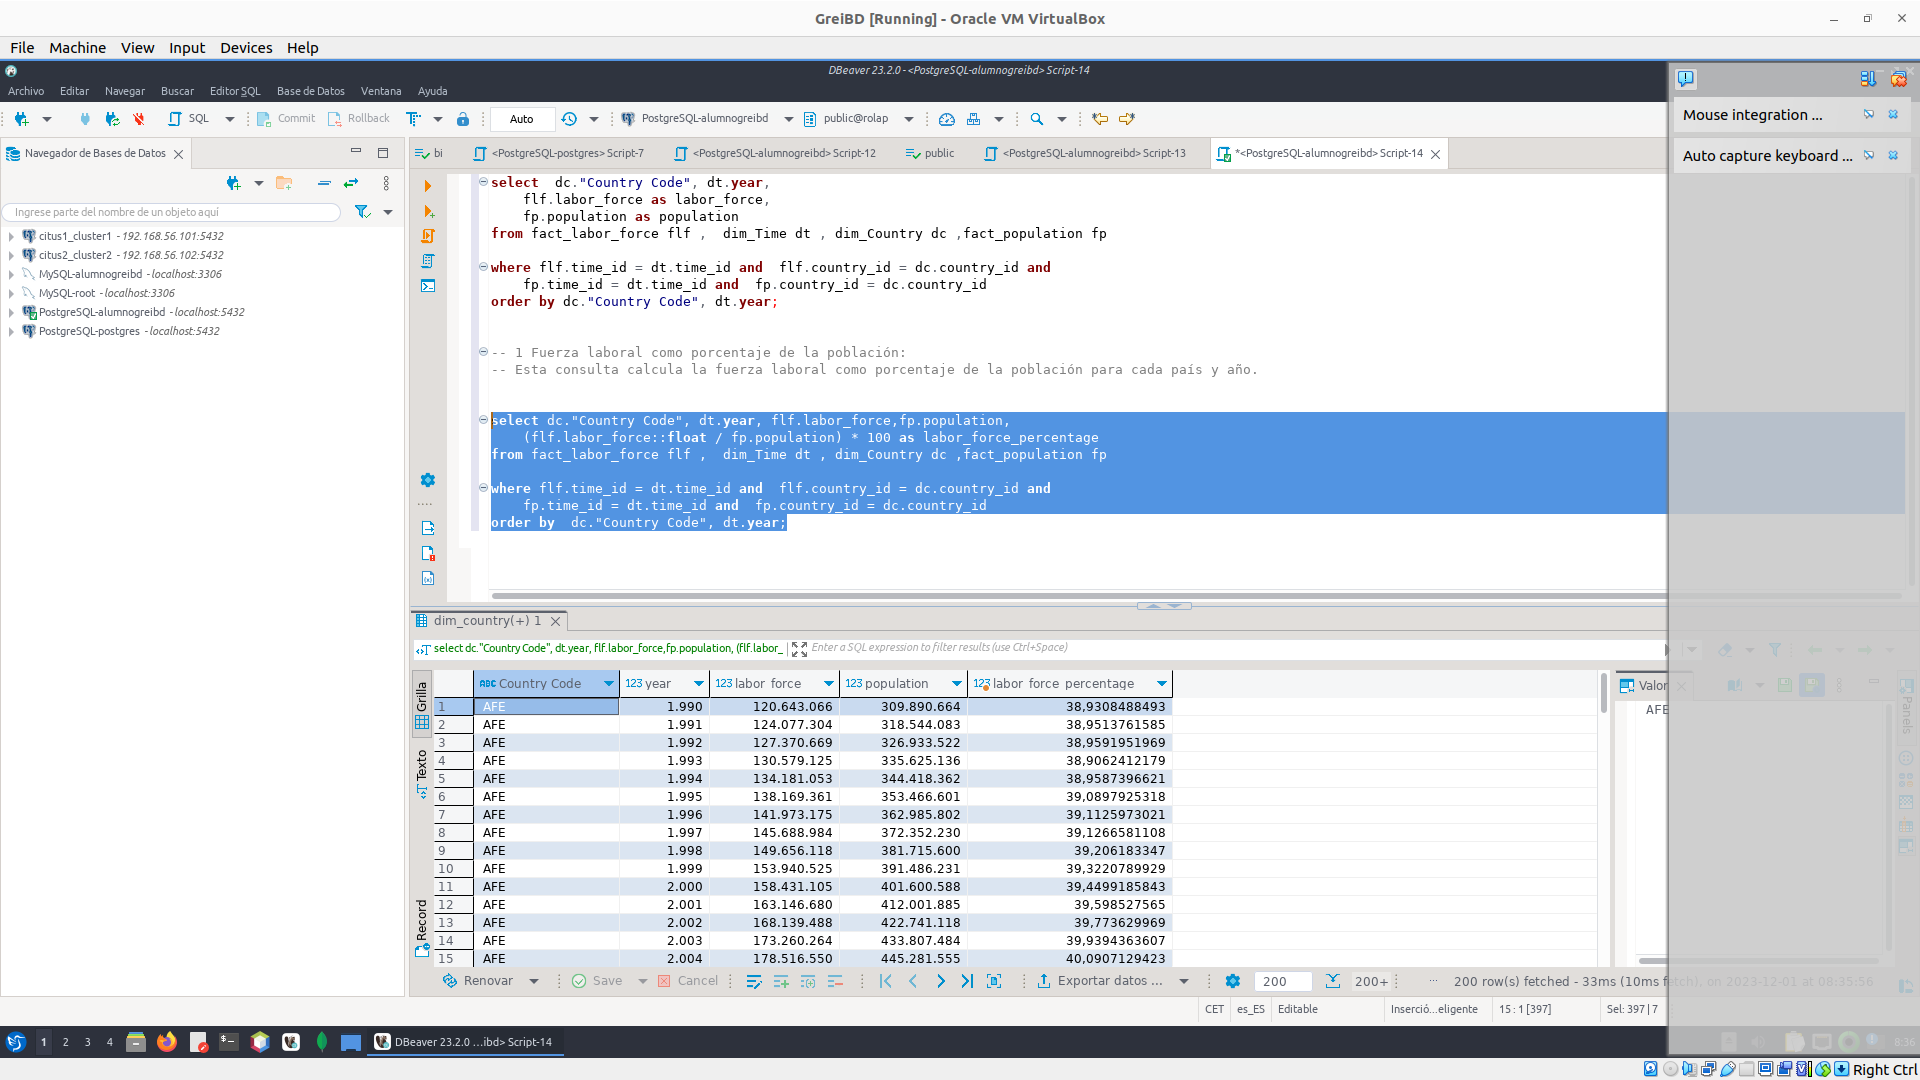 GreiBD [Running] - Oracle VM VirtualBox
File Machine View Input Devices Help
DBeaver 23.2.0 - <PostgreSQL-alumnogreibd> Script-14
Archivo Editar Navegar Buscar Editor SQL Base de Datos Ventana Ayuda
SQL Commit Rollback Auto PostgreSQL-alumnogreibd public@rolap
Mouse integration ...
Auto capture keyboard ...
Navegador de Bases de Datos
bi <PostgreSQL-postgres> Script-7 <PostgreSQL-alumnogreibd> Script-12 public <PostgreSQL-alumnogreibd> Script-13 *<PostgreSQL-alumnogreibd> Script-14
Ingrese parte del nombre de un objeto aquí
citus1_cluster1 - 192.168.56.101:5432
citus2_cluster2 - 192.168.56.102:5432
MySQL-alumnogreibd - localhost:3306
MySQL-root - localhost:3306
PostgreSQL-alumnogreibd - localhost:5432
PostgreSQL-postgres - localhost:5432
select  dc."Country Code", dt.year,
    flf.labor_force as labor_force,
    fp.population as population
from fact_labor_force flf ,  dim_Time dt , dim_Country dc ,fact_population fp
where flf.time_id = dt.time_id and  flf.country_id = dc.country_id and
    fp.time_id = dt.time_id and  fp.country_id = dc.country_id
order by dc."Country Code", dt.year;
-- 1 Fuerza laboral como porcentaje de la población:
-- Esta consulta calcula la fuerza laboral como porcentaje de la población para cada país y año.
select dc."Country Code", dt.year, flf.labor_force,fp.population,
    (flf.labor_force::float / fp.population) * 100 as labor_force_percentage
from fact_labor_force flf ,  dim_Time dt , dim_Country dc ,fact_population fp
where flf.time_id = dt.time_id and  flf.country_id = dc.country_id and
    fp.time_id = dt.time_id and  fp.country_id = dc.country_id
order by  dc."Country Code", dt.year;
dim_country(+) 1
select dc."Country Code", dt.year, flf.labor_force,fp.population, (flf.labor_ Enter a SQL expression to filter results (use Ctrl+Space)
Grilla
Texto
Record
ABC Country Code 123 year 123 labor_force 123 population 123 labor_force_percentage
1 AFE 1.990 120.643.066 309.890.664 38,9308488493
2 AFE 1.991 124.077.304 318.544.083 38,9513761585
3 AFE 1.992 127.370.669 326.933.522 38,9591951969
4 AFE 1.993 130.579.125 335.625.136 38,9062412179
5 AFE 1.994 134.181.053 344.418.362 38,9587396621
6 AFE 1.995 138.169.361 353.466.601 39,0897925318
7 AFE 1.996 141.973.175 362.985.802 39,1125973021
8 AFE 1.997 145.688.984 372.352.230 39,1266581108
9 AFE 1.998 149.656.118 381.715.600 39,206183347
10 AFE 1.999 153.940.525 391.486.231 39,3220789929
11 AFE 2.000 158.431.105 401.600.588 39,4499185843
12 AFE 2.001 163.146.680 412.001.885 39,598527565
13 AFE 2.002 168.139.488 422.741.118 39,773629969
14 AFE 2.003 173.260.264 433.807.484 39,9394363607
15 AFE 2.004 178.516.550 445.281.555 40,0907129423
Valor
AFE
Panels
Renovar Save Cancel Exportar datos ... 200 200+ ... 200 row(s) fetched - 33ms (10ms fetch), on 2023-12-01 at 08:35:56
CET es_ES Editable Inserció...eligente 15 : 1 [397] Sel: 397 | 7
1 2 3 4 DBeaver 23.2.0 ...ibd> Script-14 8:36
Right Ctrl